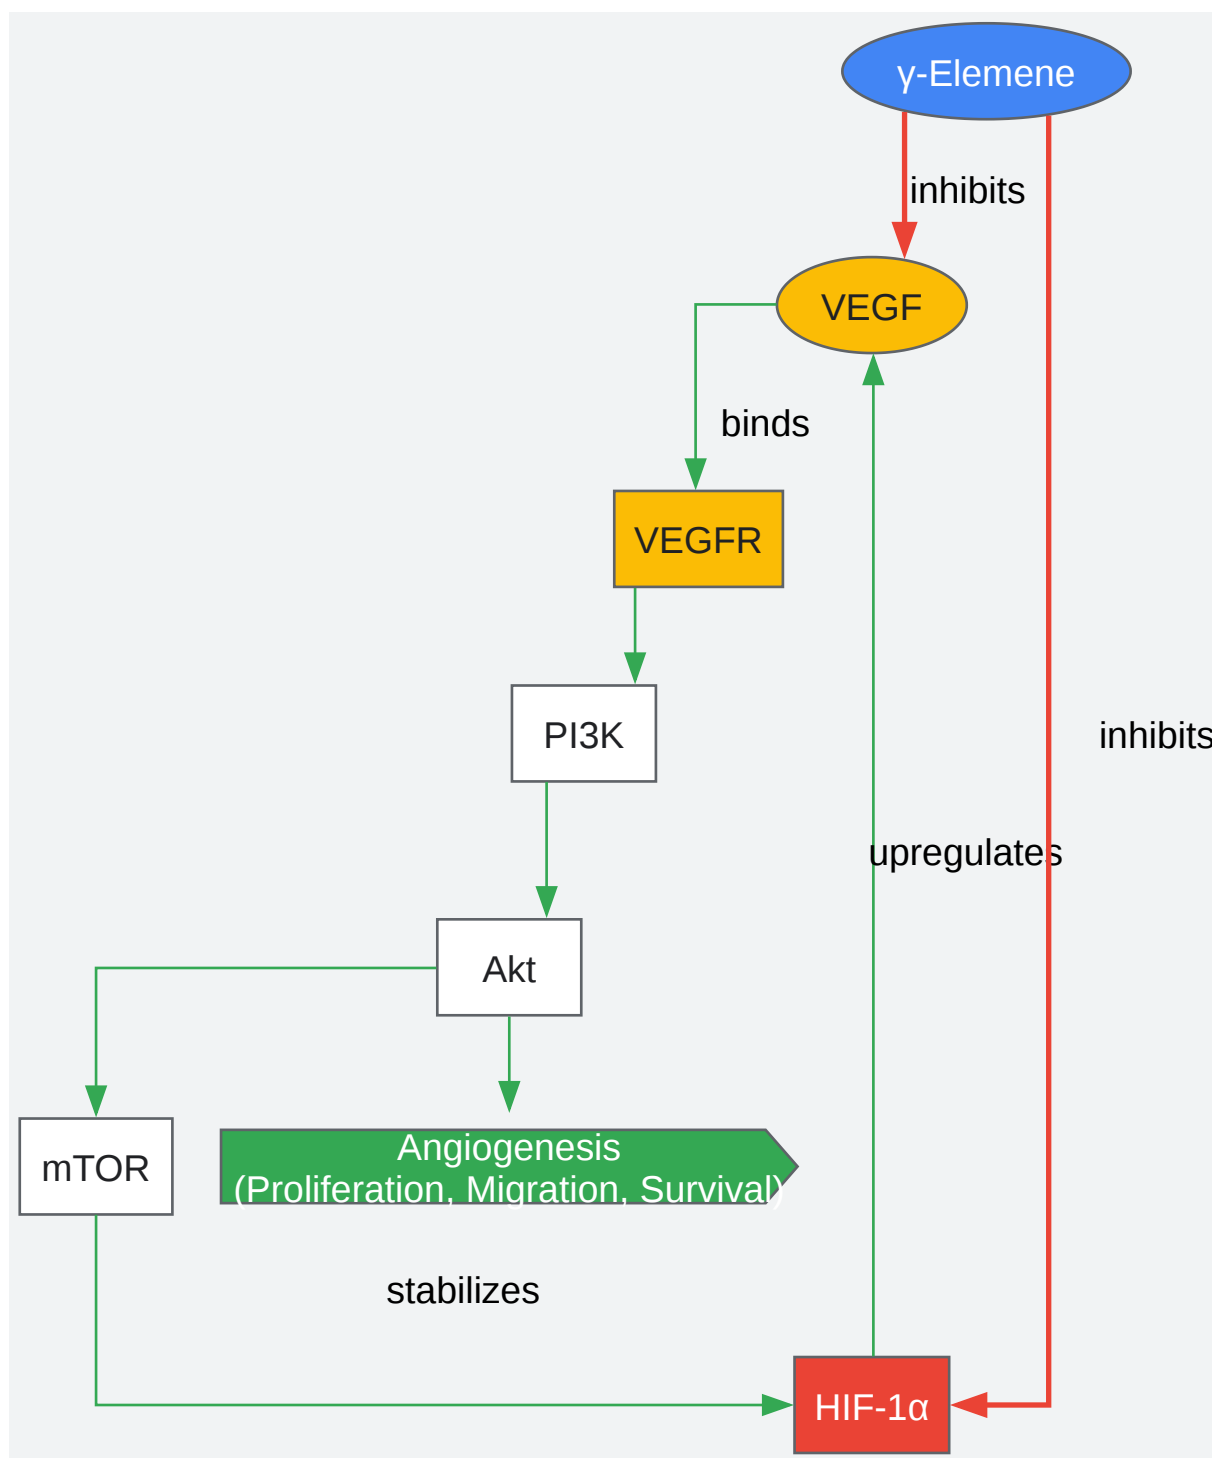 γ-Elemene
inhibits
VEGF
binds
VEGFR
PI3K
inhibits
upregulates
Akt
mTOR
Angiogenesis
(Proliferation, Migration, Survival)
stabilizes
HIF-1α